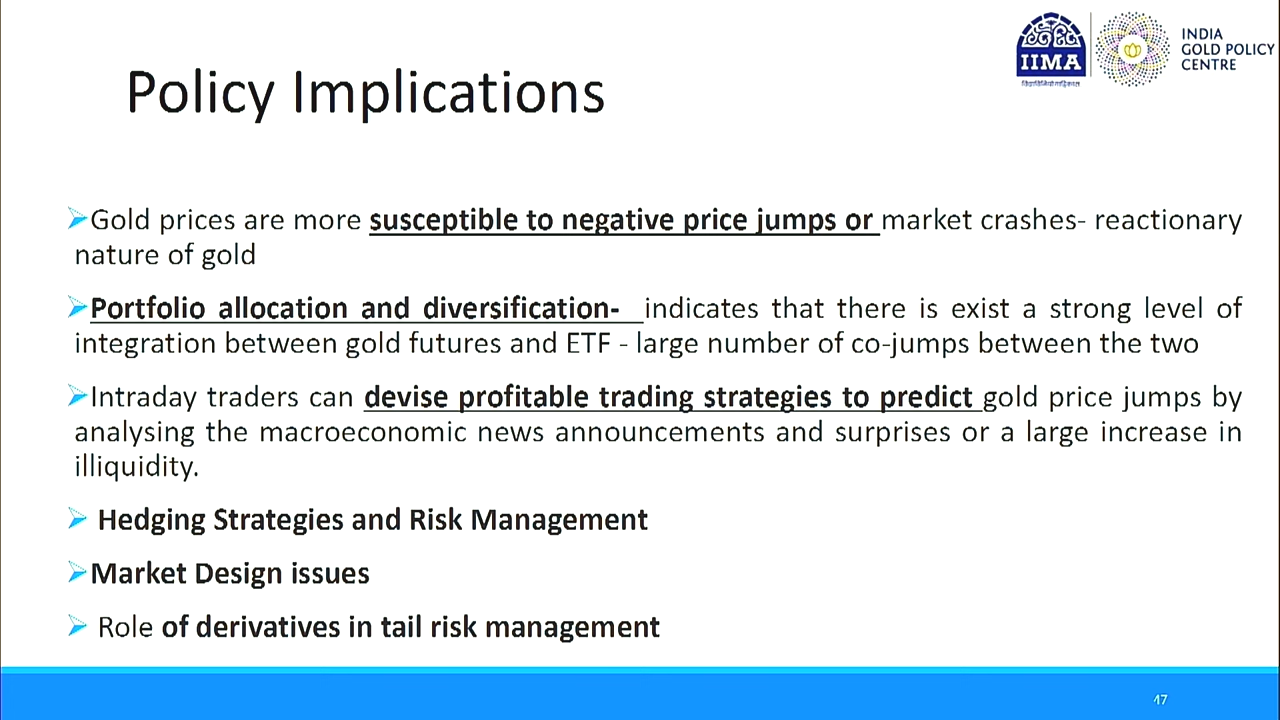 IIMA
INDIA
GOLD POLICY
CENTRE
Policy Implications
➢Gold prices are more susceptible to negative price jumps or market crashes- reactionary
nature of gold
➢Portfolio allocation and diversification- indicates that there is exist a strong level of
integration between gold futures and ETF - large number of co-jumps between the two
➢Intraday traders can devise profitable trading strategies to predict gold price jumps by
analysing the macroeconomic news announcements and surprises or a large increase in
illiquidity.
➢ Hedging Strategies and Risk Management
➢Market Design issues
➢ Role of derivatives in tail risk management
17